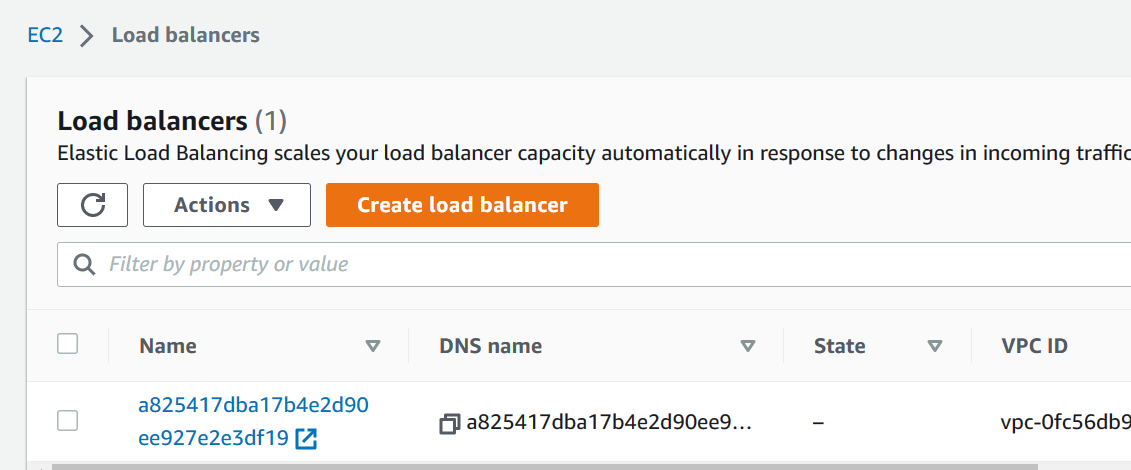 EC2 > Load balancers
Load balancers (1)
Elastic Load Balancing scales your load balancer capacity automatically in response to changes in incoming traffic
Actions Create load balancer
Filter by property or value
Name DNS name State VPC ID
a825417dba17b4e2d90
ee927e2e3df19
a825417dba17b4e2d90ee9... – vpc-0fc56db9